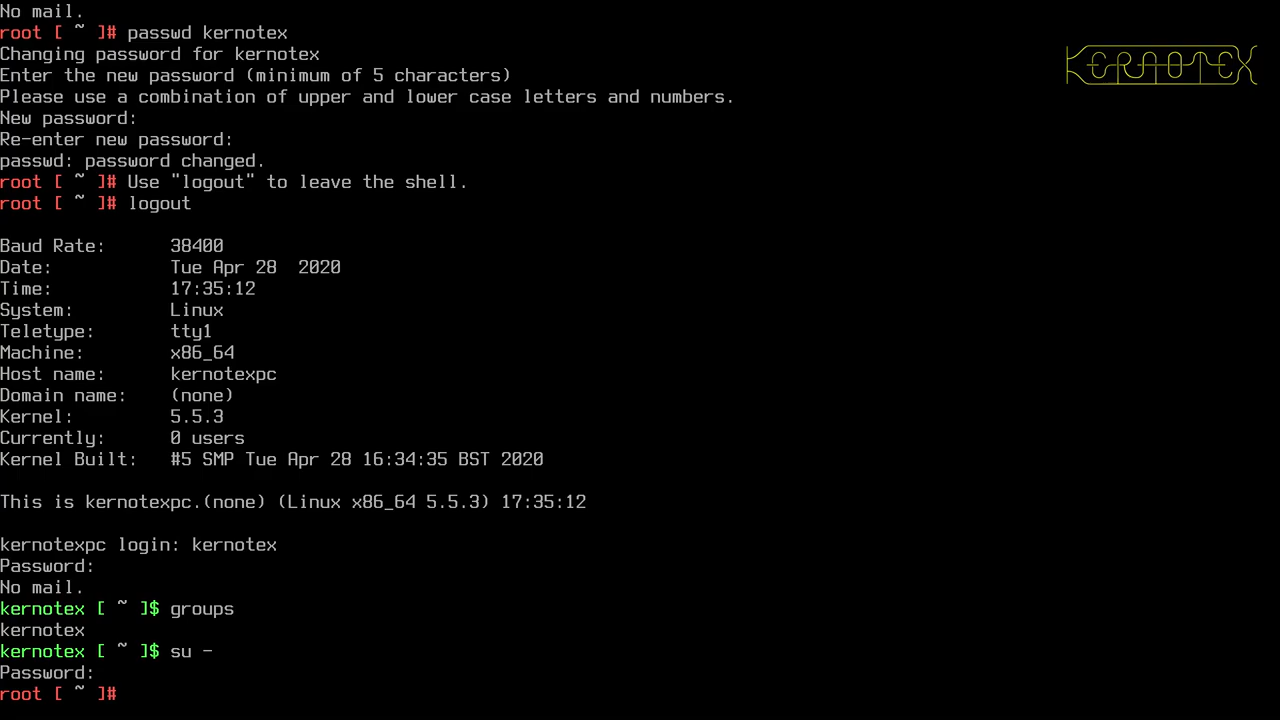 No mail.
root [ ~ ]# passwd kernotex
Changing password for kernotex
Enter the new password (minimum of 5 characters)
Please use a combination of upper and lower case letters and numbers.
New password:
Re-enter new password:
passwd: password changed.
root [ ~ ]# Use "logout" to leave the shell.
root [ ~ ]# logout
Baud Rate:      38400
Date:           Tue Apr 28  2020
Time:           17:35:12
System:         Linux
Teletype:       tty1
Machine:        x86_64
Host name:      kernotexpc
Domain name:    (none)
Kernel:         5.5.3
Currently:      0 users
Kernel Built:   #5 SMP Tue Apr 28 16:34:35 BST 2020
This is kernotexpc.(none) (Linux x86_64 5.5.3) 17:35:12
kernotexpc login: kernotex
Password:
No mail.
kernotex [ ~ ]$ groups
kernotex
kernotex [ ~ ]$ su -
Password:
root [ ~ ]#
KERNOTEX